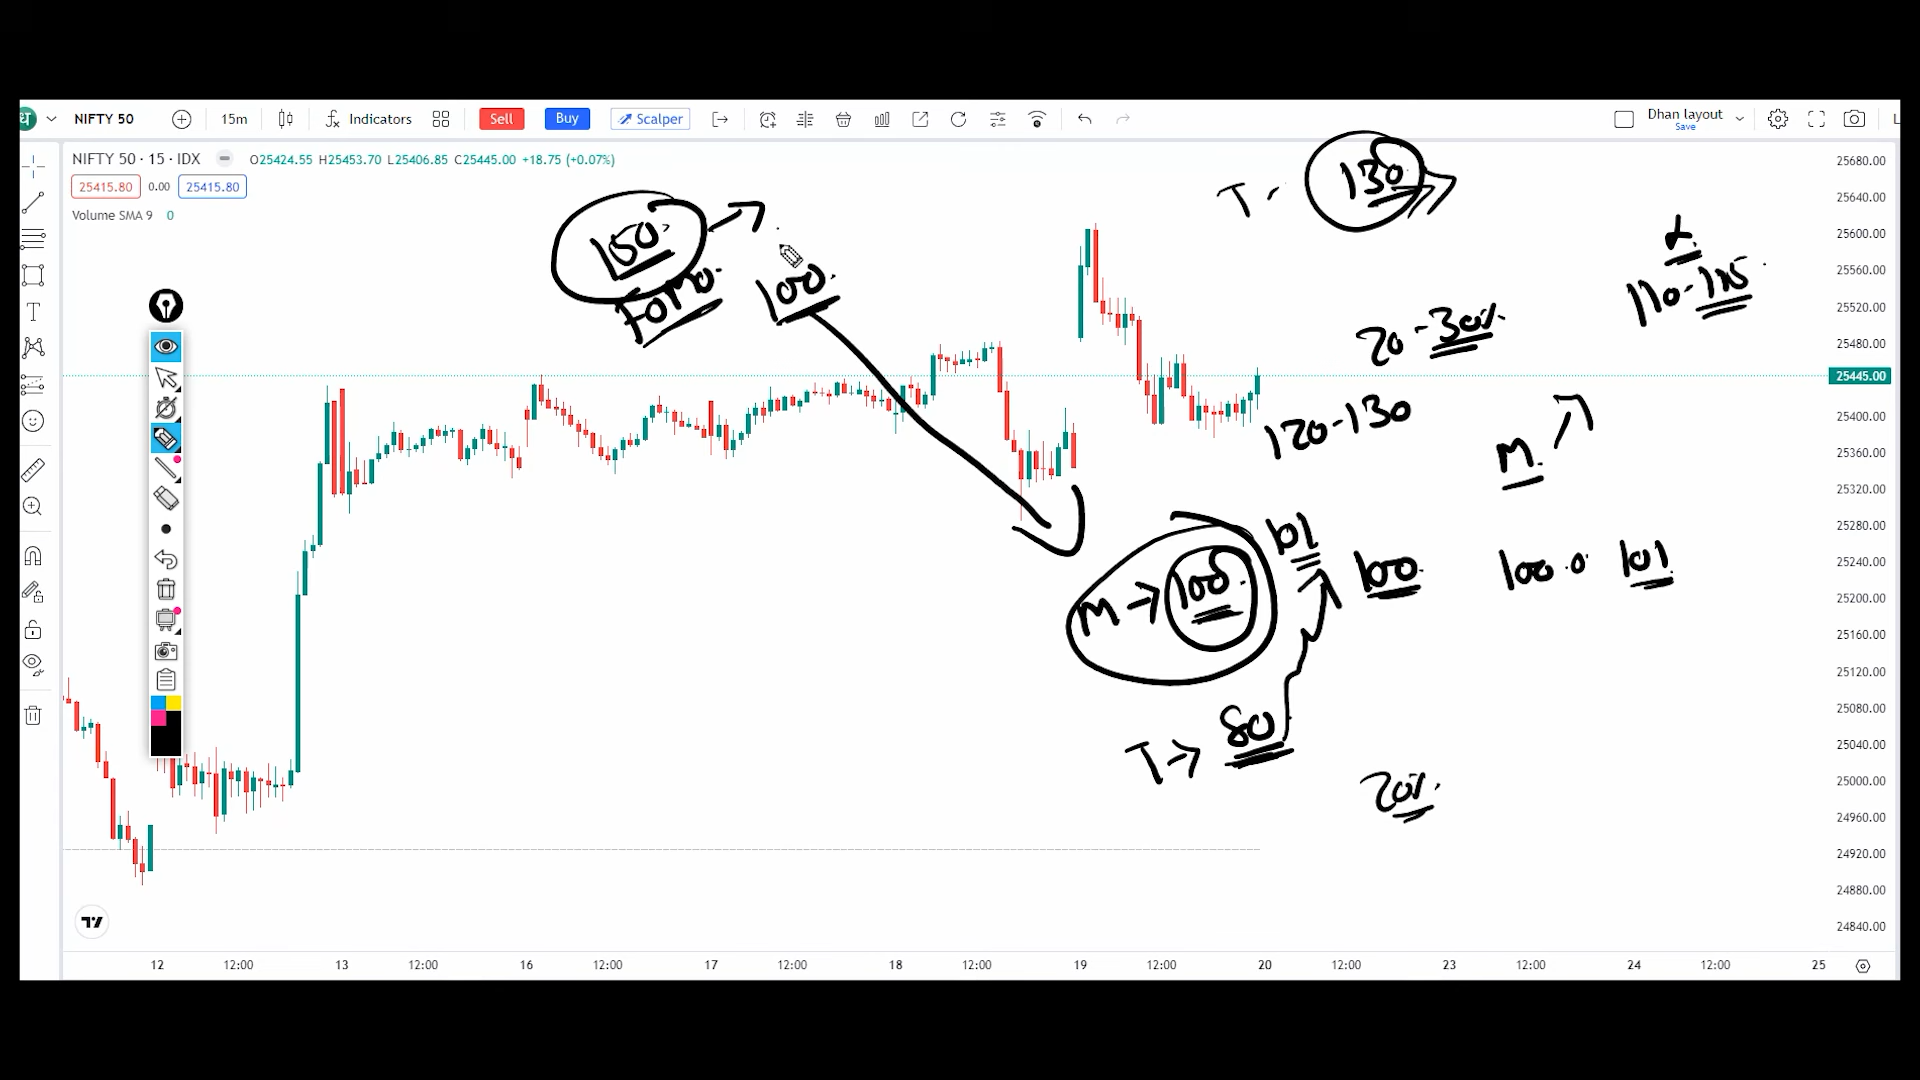 NIFTY 50 15m Indicators Sell Buy Scalper Dhan layout
Save
NIFTY 50 · 15 · IDX O25424.55 H25453.70 L25406.85 C25445.00 +18.75 (+0.07%)
25415.80 0.00 25415.80
Volume SMA 9 0
T - 130
150
FOMO 100
110-115
20-30%
120-130
M
101
M → 100
100
100.0 101
T → 80
20%
25680.00
25640.00
25600.00
25560.00
25520.00
25480.00
25445.00
25400.00
25360.00
25320.00
25280.00
25240.00
25200.00
25160.00
25120.00
25080.00
25040.00
25000.00
24960.00
24920.00
24880.00
24840.00
12 12:00 13 12:00 16 12:00 17 12:00 18 12:00 19 12:00 20 12:00 23 12:00 24 12:00 25